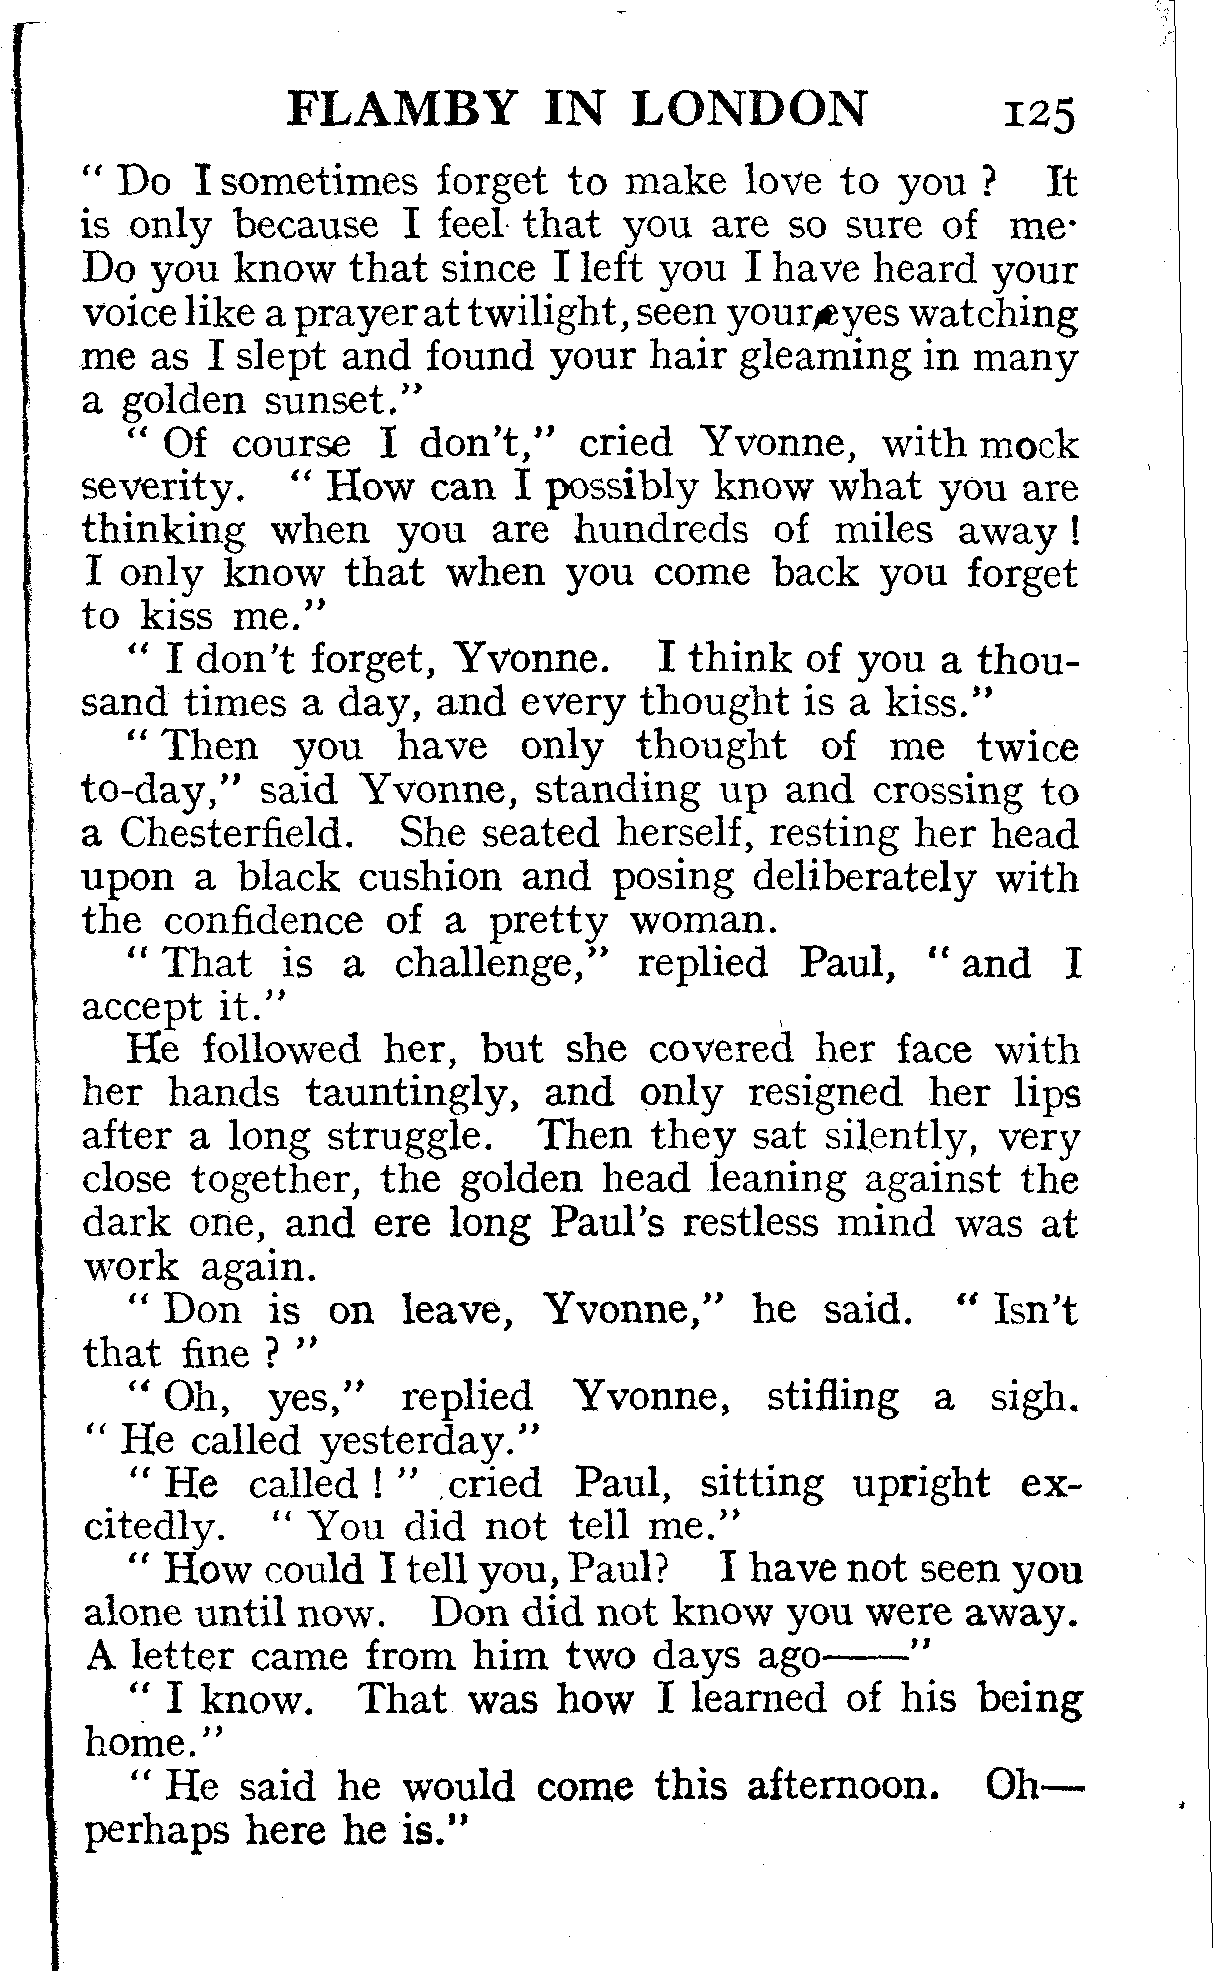 FLAMBY IN LONDON 125
“ Do I sometimes forget to make love to you ? It
is only because I feel that you are so sure of me·
Do you know that since I left you I have heard your
voice like a prayer at twilight, seen your eyes watching
me as I slept and found your hair gleaming in many
a golden sunset.”
“ Of course I don't,” cried Yvonne, with mock
severity. “ How can I possibly know what you are
thinking when you are hundreds of miles away !
I only know that when you come back you forget
to kiss me.”
“ I don't forget, Yvonne. I think of you a thou-
sand times a day, and every thought is a kiss.”
“ Then you have only thought of me twice
to-day,” said Yvonne, standing up and crossing to
a Chesterfield. She seated herself, resting her head
upon a black cushion and posing deliberately with
the confidence of a pretty woman.
“ That is a challenge,” replied Paul, “ and I
accept it.”
He followed her, but she covered her face with
her hands tauntingly, and only resigned her lips
after a long struggle. Then they sat silently, very
close together, the golden head leaning against the
dark one, and ere long Paul's restless mind was at
work again.
“ Don is on leave, Yvonne,” he said. “ Isn't
that fine ? ”
“ Oh, yes,” replied Yvonne, stifling a sigh.
“ He called yesterday.”
“ He called ! ” cried Paul, sitting upright ex-
citedly. “ You did not tell me.”
“ How could I tell you, Paul? I have not seen you
alone until now. Don did not know you were away.
A letter came from him two days ago——”
“ I know. That was how I learned of his being
home.”
“ He said he would come this afternoon. Oh—
perhaps here he is.”